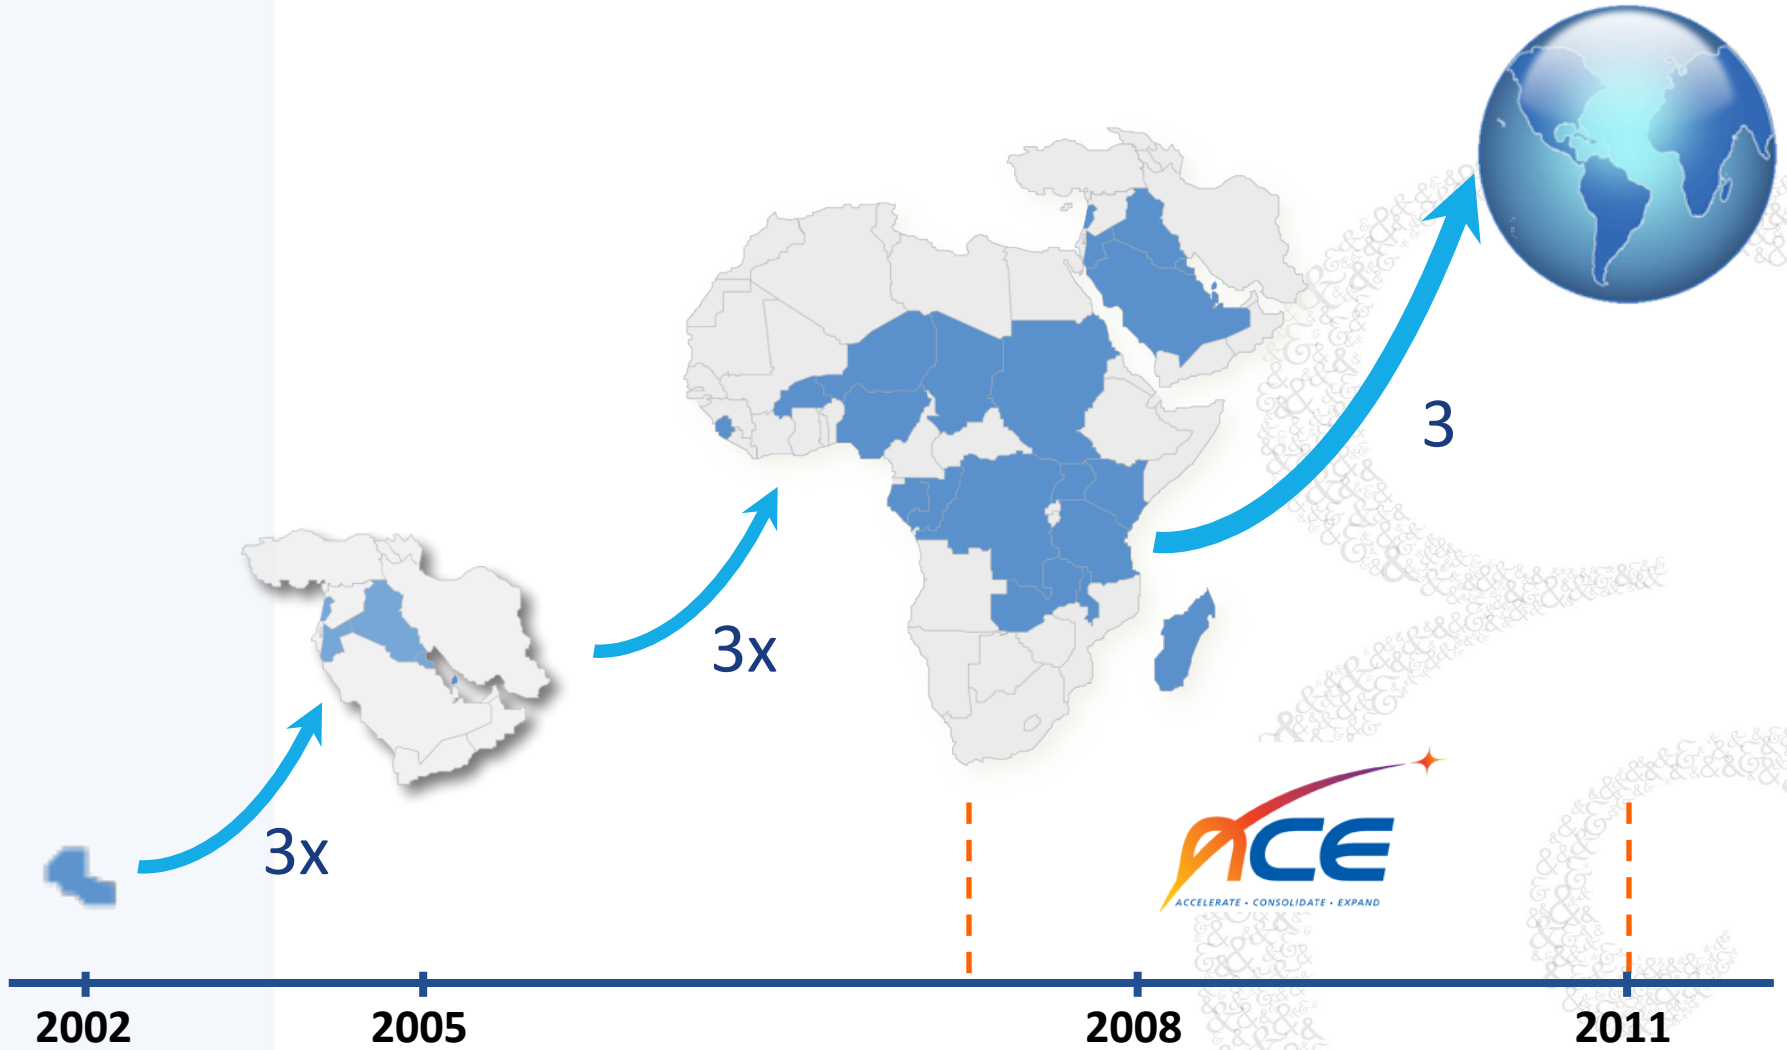 3
3x
3x
ACE
ACCELERATE • CONSOLIDATE • EXPAND
2002 2005 2008 2011